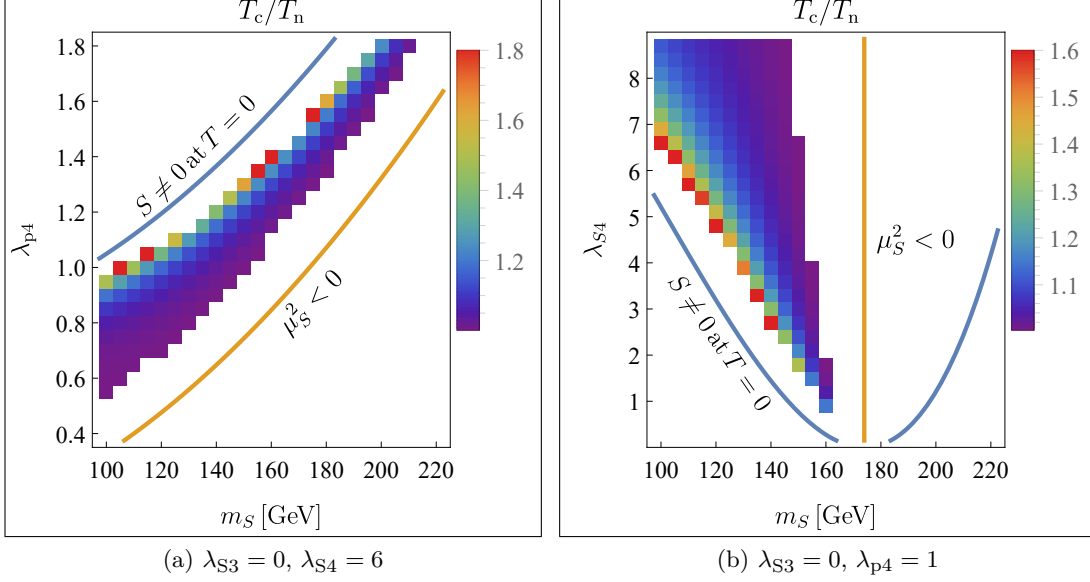 T_c/T_n
1.8
1.6
1.4
1.2
1.0
0.8
0.6
0.4
λ_p4
S ≠ 0 at T = 0
μ_S^2 < 0
1.8
1.6
1.4
1.2
100 120 140 160 180 200 220
m_S [GeV]
(a) λ_S3 = 0, λ_S4 = 6
T_c/T_n
8
7
6
5
4
3
2
1
λ_S4
S ≠ 0 at T = 0
μ_S^2 < 0
1.6
1.5
1.4
1.3
1.2
1.1
100 120 140 160 180 200 220
m_S [GeV]
(b) λ_S3 = 0, λ_p4 = 1